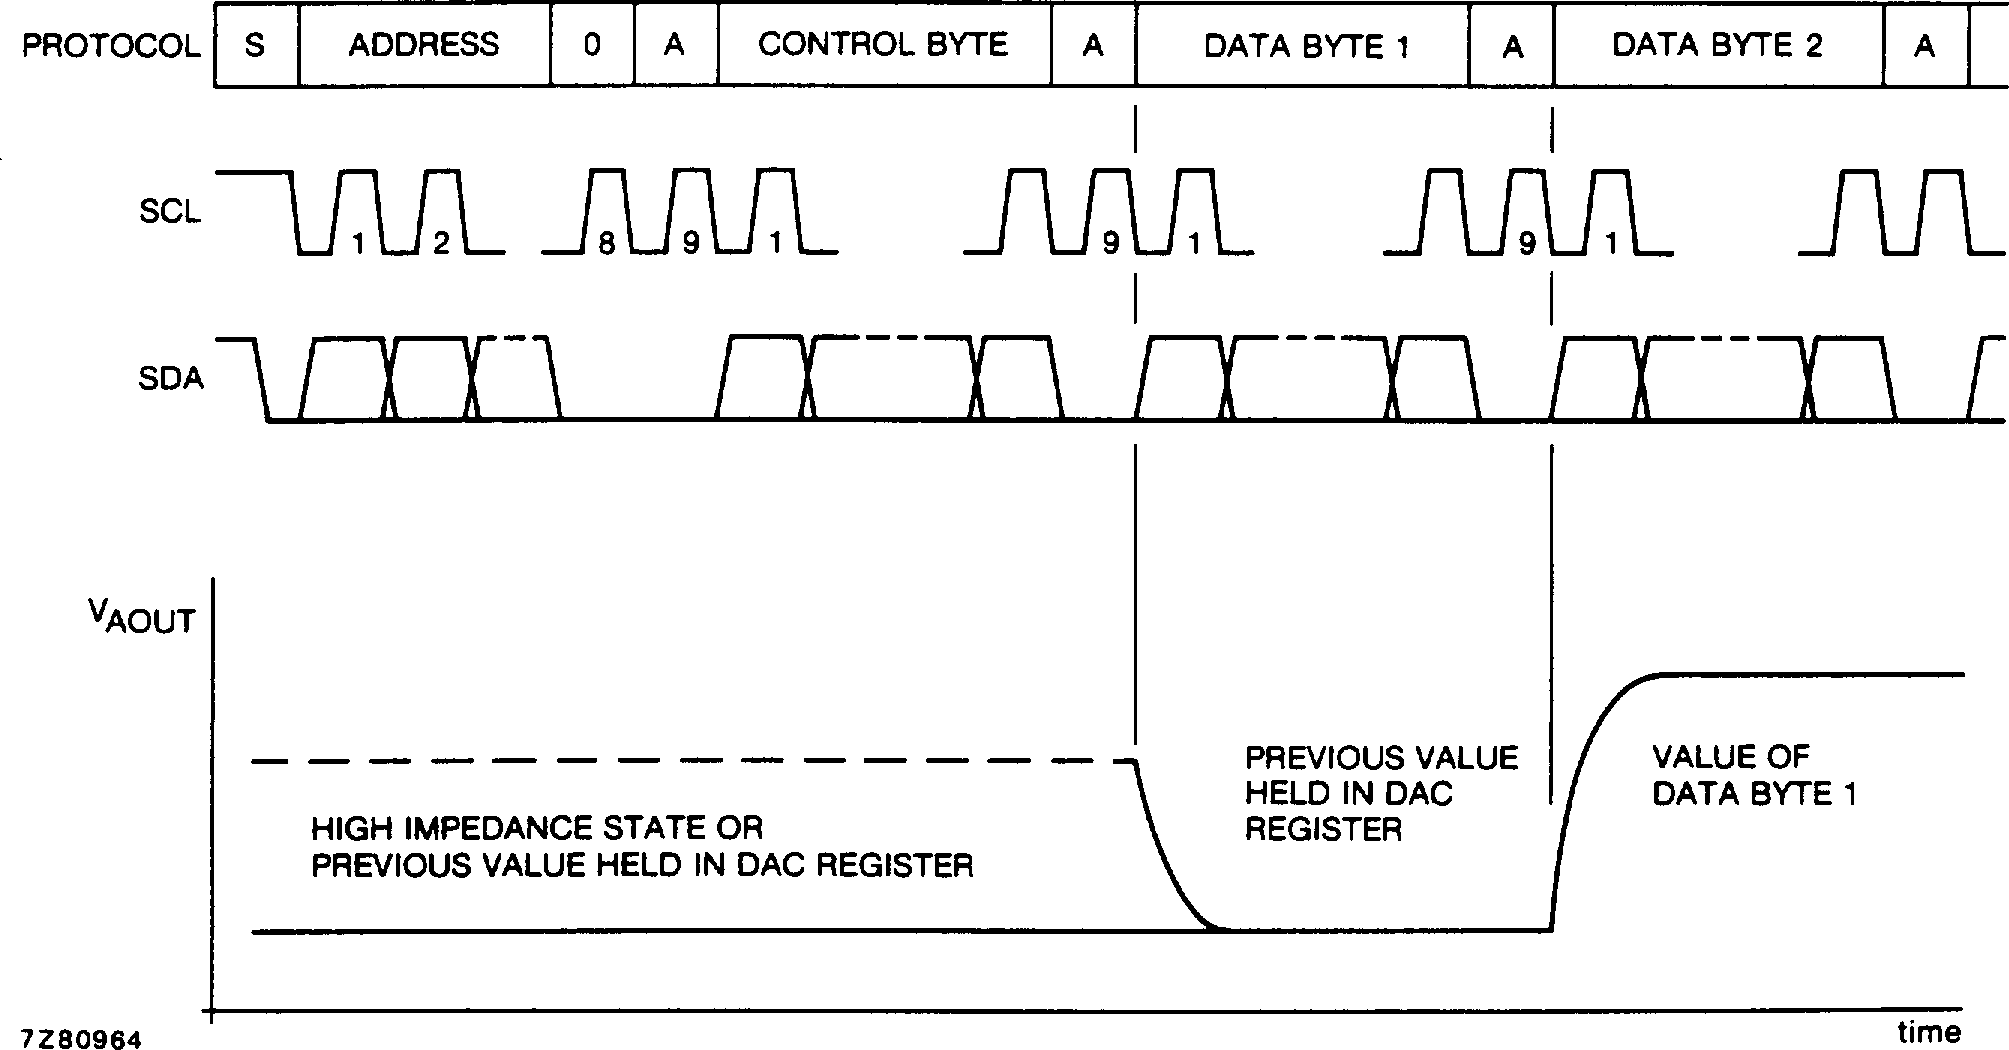 PROTOCOL S ADDRESS 0 A CONTROL BYTE A DATA BYTE 1 A DATA BYTE 2 A
SCL 1 2 8 9 1 9 1 9 1
SDA
VAOUT
PREVIOUS VALUE
HELD IN DAC
REGISTER
VALUE OF
DATA BYTE 1
HIGH IMPEDANCE STATE OR
PREVIOUS VALUE HELD IN DAC REGISTER
7Z80964
time